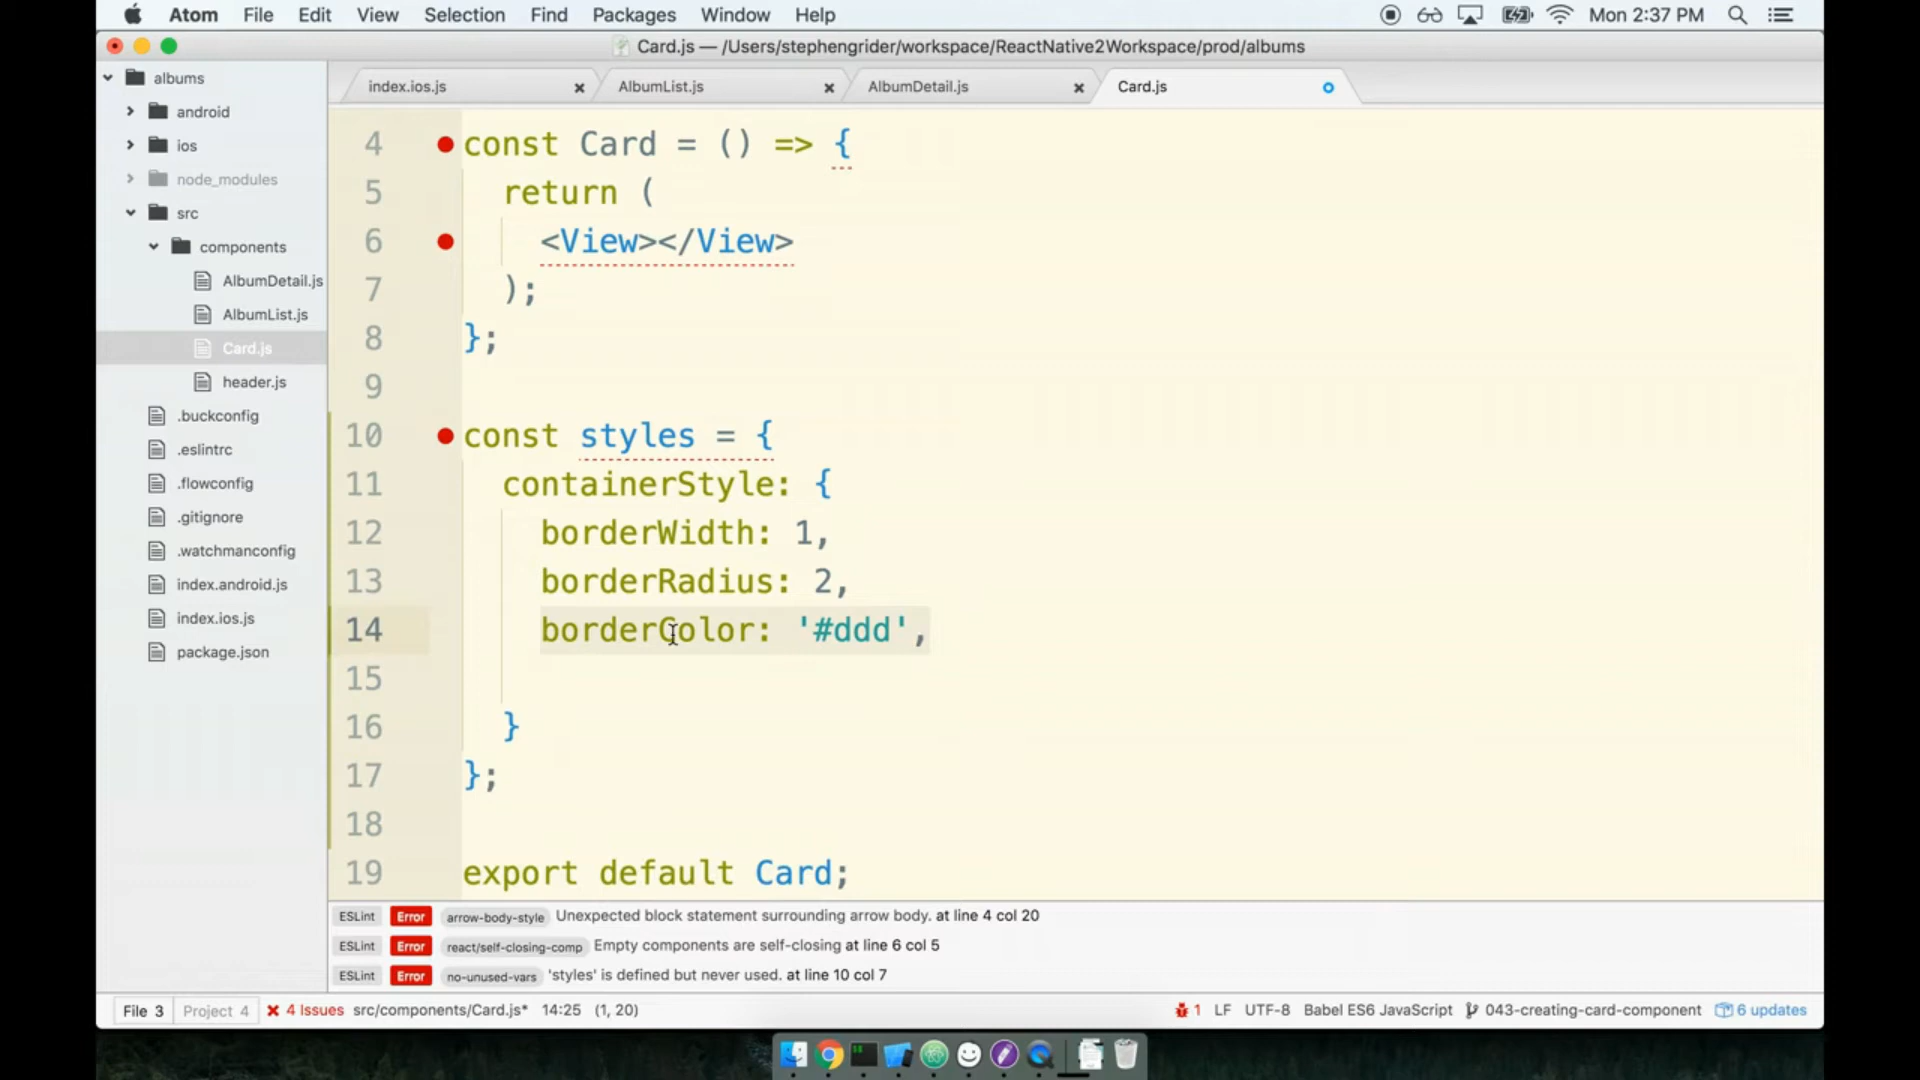 Atom File Edit View Selection Find Packages Window Help Mon 2:37 PM
Card.js — /Users/stephengrider/workspace/ReactNative2Workspace/prod/albums
albums
android
ios
node_modules
src
components
AlbumDetail.js
AlbumList.js
Card.js
header.js
.buckconfig
.eslintrc
.flowconfig
.gitignore
.watchmanconfig
index.android.js
index.ios.js
package.json
index.ios.js AlbumList.js AlbumDetail.js Card.js
4 const Card = () => {
5 return (
6 <View></View>
7 );
8 };
9
10 const styles = {
11 containerStyle: {
12 borderWidth: 1,
13 borderRadius: 2,
14 borderColor: '#ddd',
15
16 }
17 };
18
19 export default Card;
ESLint Error arrow-body-style Unexpected block statement surrounding arrow body. at line 4 col 20
ESLint Error react/self-closing-comp Empty components are self-closing at line 6 col 5
ESLint Error no-unused-vars 'styles' is defined but never used. at line 10 col 7
File 3 Project 4 4 Issues src/components/Card.js* 14:25 (1, 20) 1 LF UTF-8 Babel ES6 JavaScript 043-creating-card-component 6 updates